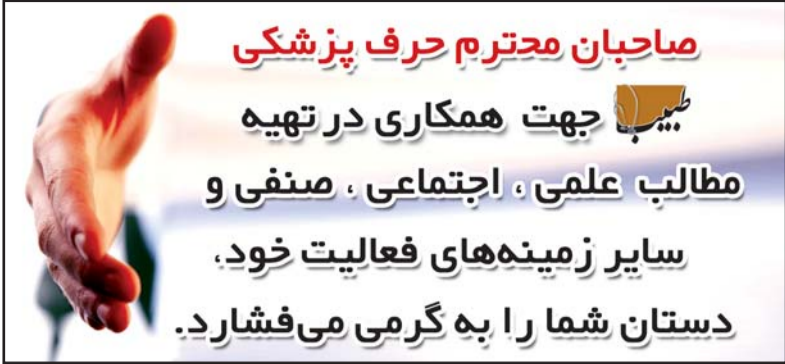 صاحبان محترم حرف پزشکی
طبیب جهت همکاری در تهیه
مطالب علمی ، اجتماعی ، صنفی و
سایر زمینه‌های فعالیت خود،
دستان شما را به گرمی می‌فشارد.